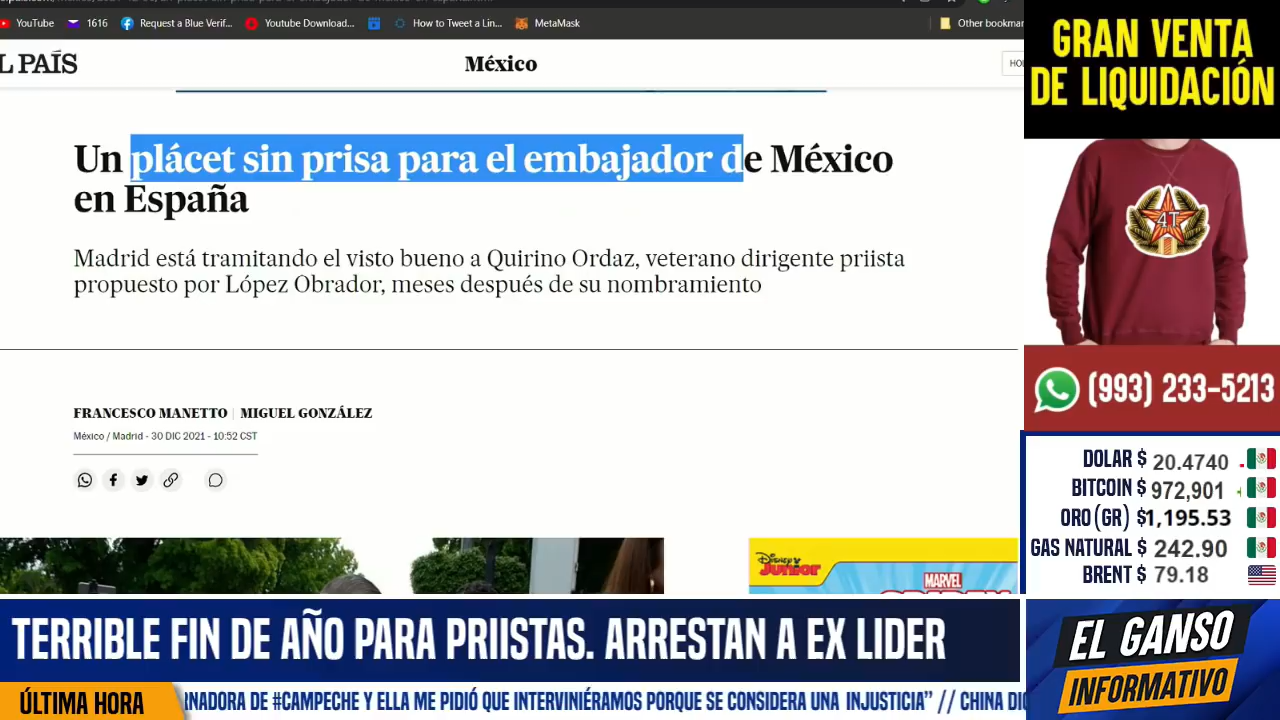 YouTube
1616
Request a Blue Verif...
Youtube Download...
How to Tweet a Lin...
MetaMask
Other bookmar
L PAÍS
México
Un plácet sin prisa para el embajador de México
en España
Madrid está tramitando el visto bueno a Quirino Ordaz, veterano dirigente priista
propuesto por López Obrador, meses después de su nombramiento
FRANCESCO MANETTO | MIGUEL GONZÁLEZ
México / Madrid - 30 DIC 2021 - 10:52 CST
Disney
Junior
MARVEL
GRAN VENTA
DE LIQUIDACIÓN
4T
(993) 233-5213
DOLAR $ 20.4740
BITCOIN $ 972,901
ORO (GR) $1,195.53
GAS NATURAL $ 242.90
BRENT $ 79.18
TERRIBLE FIN DE AÑO PARA PRIISTAS. ARRESTAN A EX LIDER
EL GANSO
INFORMATIVO
ÚLTIMA HORA
RNADORA DE #CAMPECHE Y ELLA ME PIDIÓ QUE INTERVINIÉRAMOS PORQUE SE CONSIDERA UNA INJUSTICIA” // CHINA DI